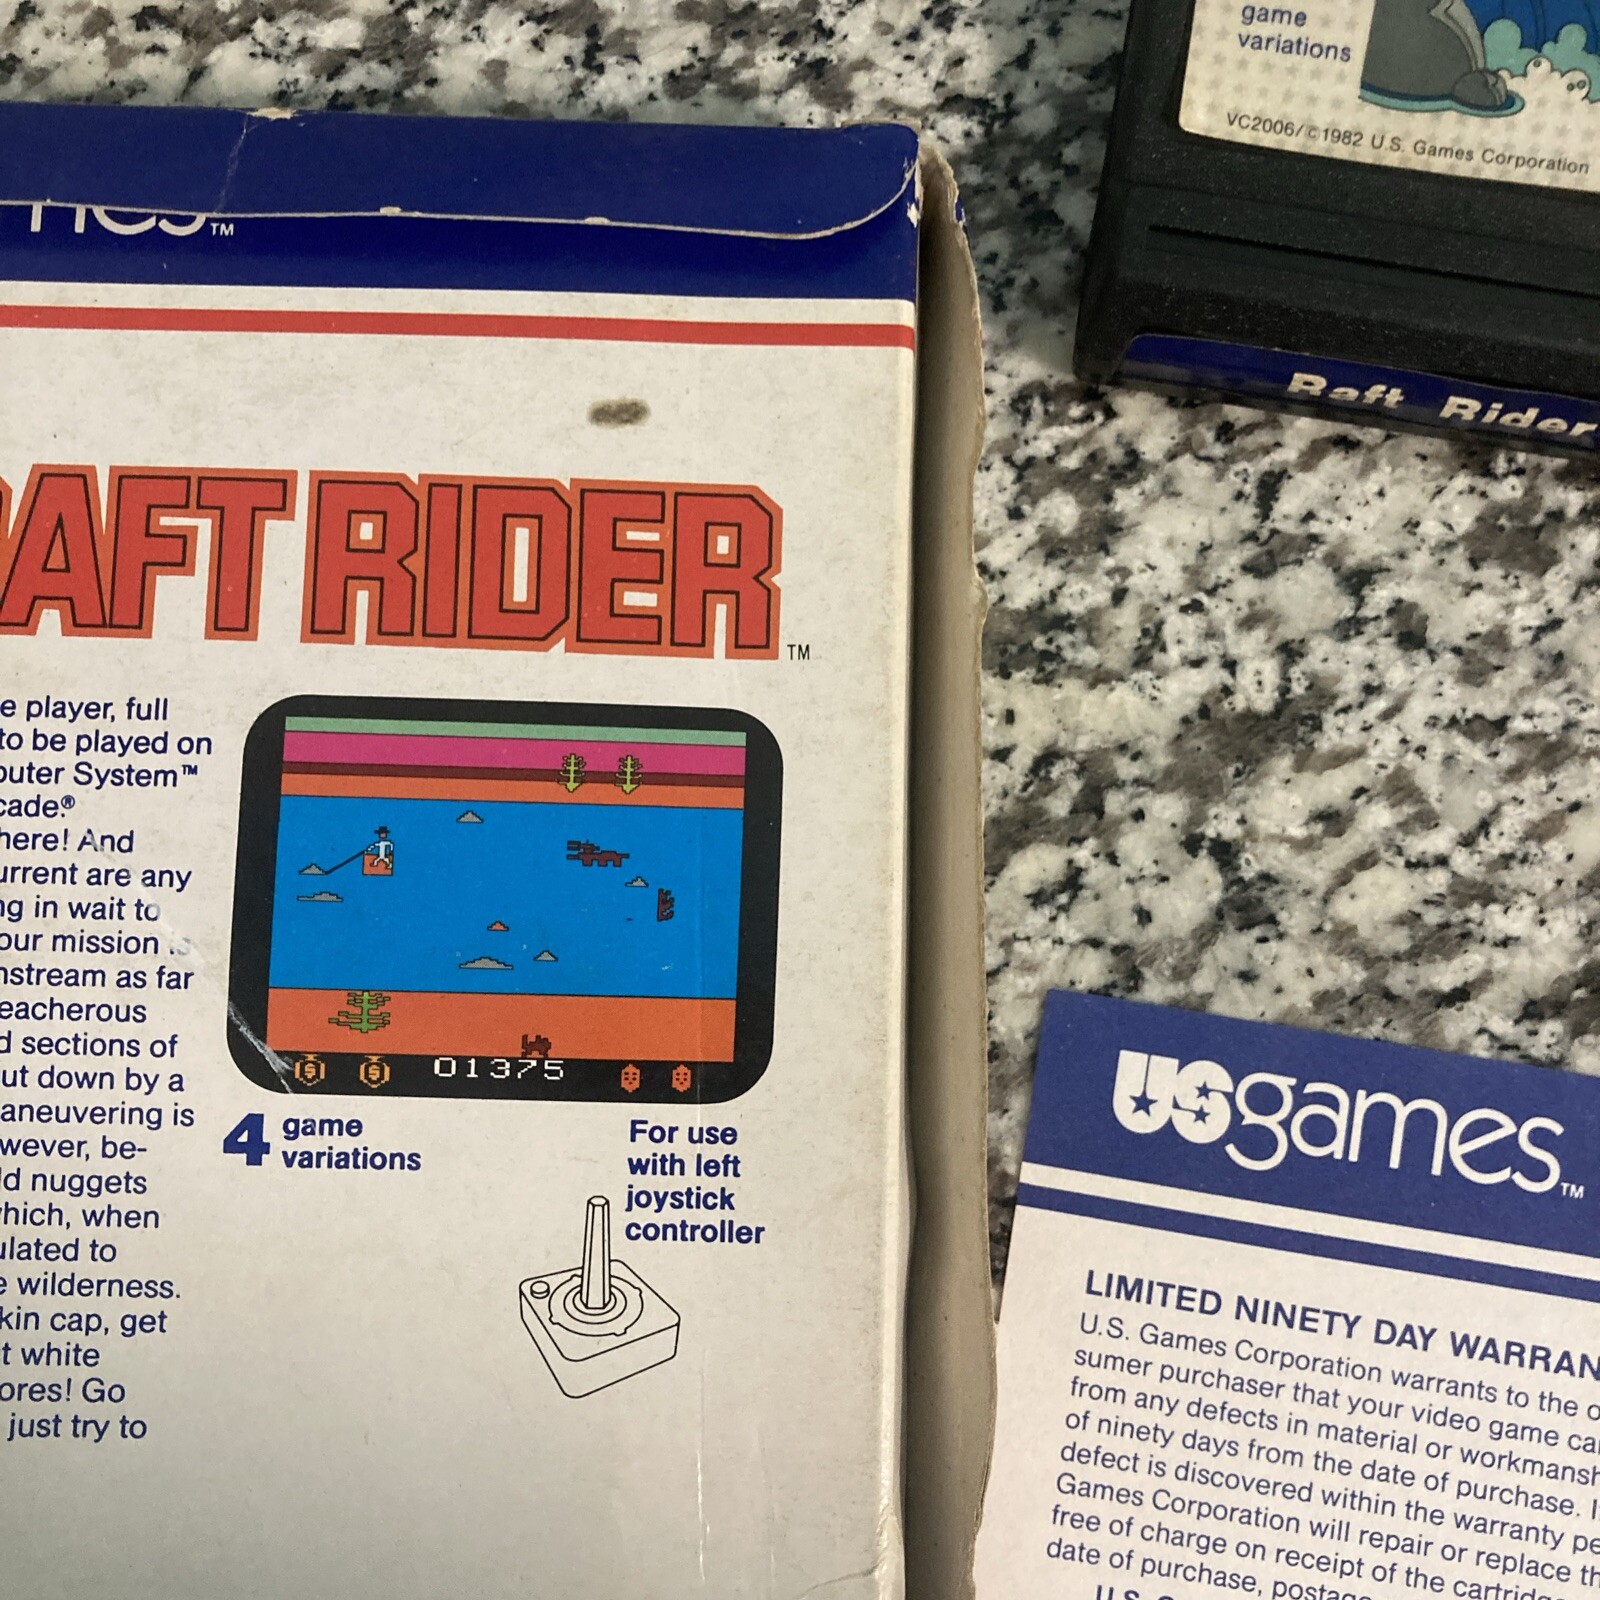 game
variations
VC2006/©1982 U.S. Games Corporation
Raft Rider
TM
AFT RIDER TM
e player, full
to be played on
puter System™
cade.®
here! And
urrent are any
ng in wait to
our mission is
nstream as far
eacherous
d sections of
ut down by a
aneuvering is
wever, be-
ld nuggets
which, when
ulated to
e wilderness.
kin cap, get
t white
ores! Go
just try to
01375
4 game
variations
For use
with left
joystick
controller
usgames TM
LIMITED NINETY DAY WARRAN
U.S. Games Corporation warrants to the o
sumer purchaser that your video game ca
from any defects in material or workmansh
of ninety days from the date of purchase. I
defect is discovered within the warranty pe
Games Corporation will repair or replace th
free of charge on receipt of the cartridg
date of purchase, postag